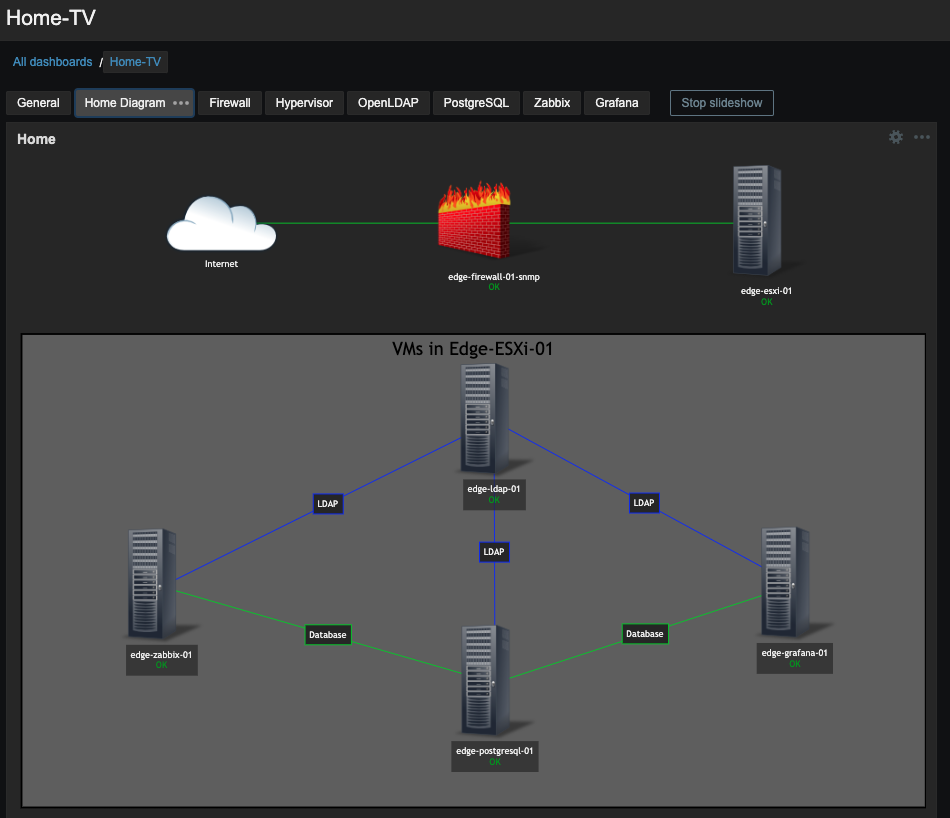 Home-TV
All dashboards / Home-TV
General Home Diagram Firewall Hypervisor OpenLDAP PostgreSQL Zabbix Grafana Stop slideshow
Home
Internet
edge-firewall-01-snmp
OK
edge-esxi-01
OK
VMs in Edge-ESXi-01
edge-ldap-01
OK
LDAP
LDAP
LDAP
edge-zabbix-01
OK
Database
Database
edge-grafana-01
OK
edge-postgresql-01
OK